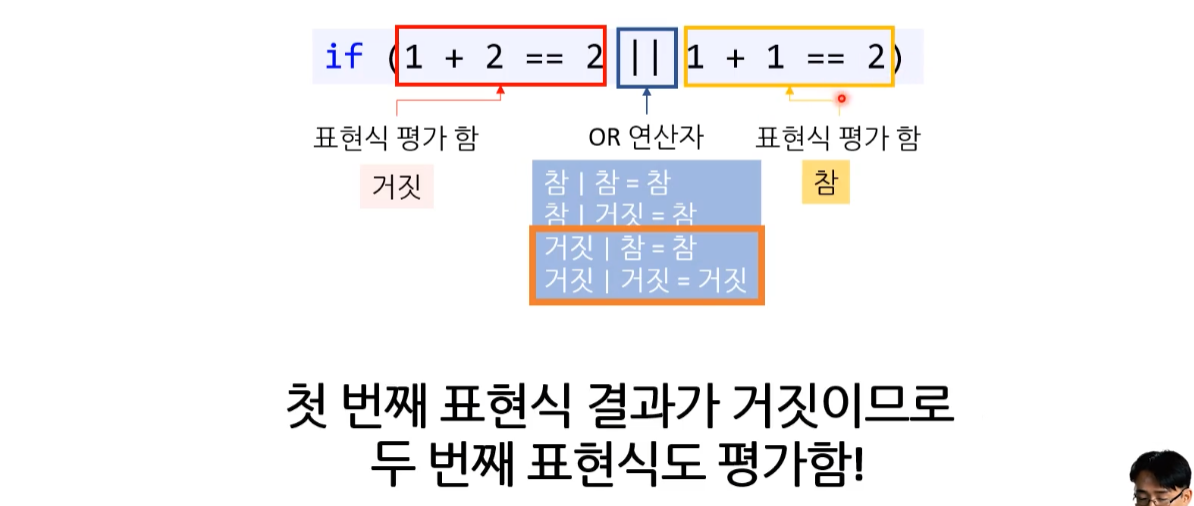 if (1 + 2 == 2 || 1 + 1 == 2)
표현식 평가 함 OR 연산자 표현식 평가 함
거짓 참
참 | 참 = 참
참 | 거짓 = 참
거짓 | 참 = 참
거짓 | 거짓 = 거짓
첫 번째 표현식 결과가 거짓이므로
두 번째 표현식도 평가함!